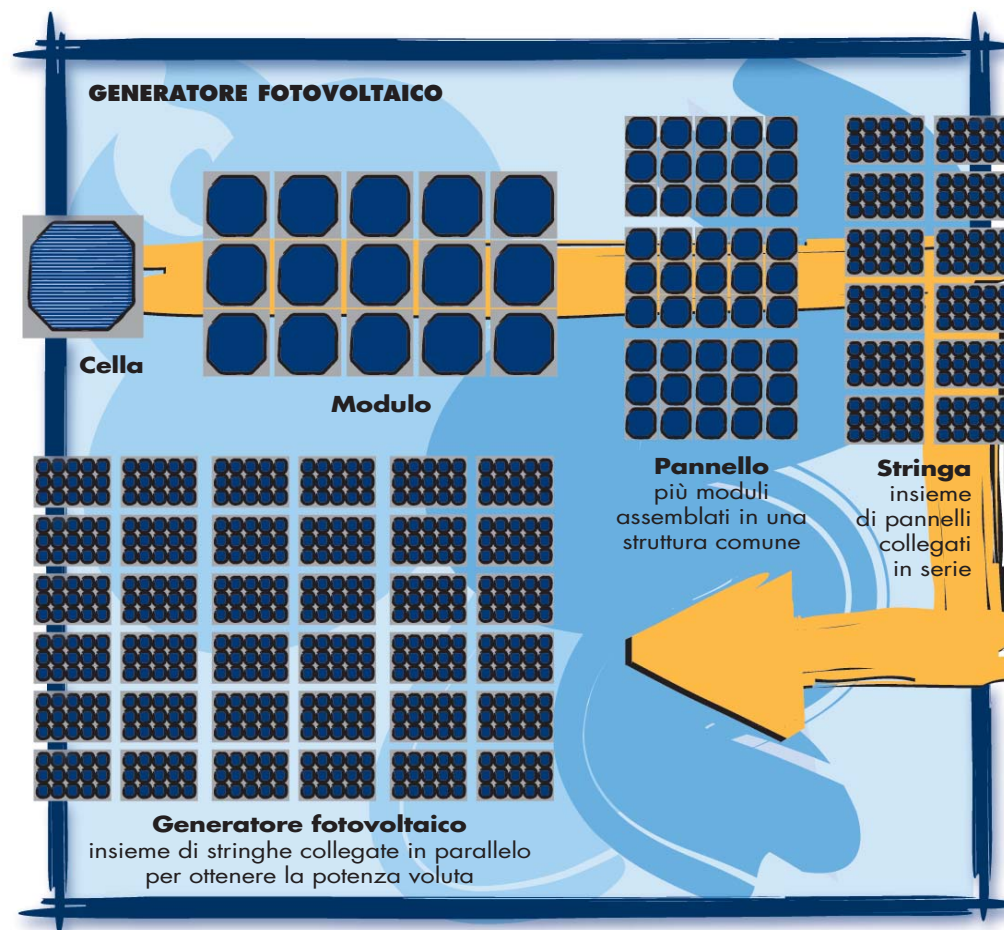 GENERATORE FOTOVOLTAICO
Cella
Modulo
Pannello
più moduli
assemblati in una
struttura comune
Stringa
insieme
di pannelli
collegati
in serie
Generatore fotovoltaico
insieme di stringhe collegate in parallelo
per ottenere la potenza voluta